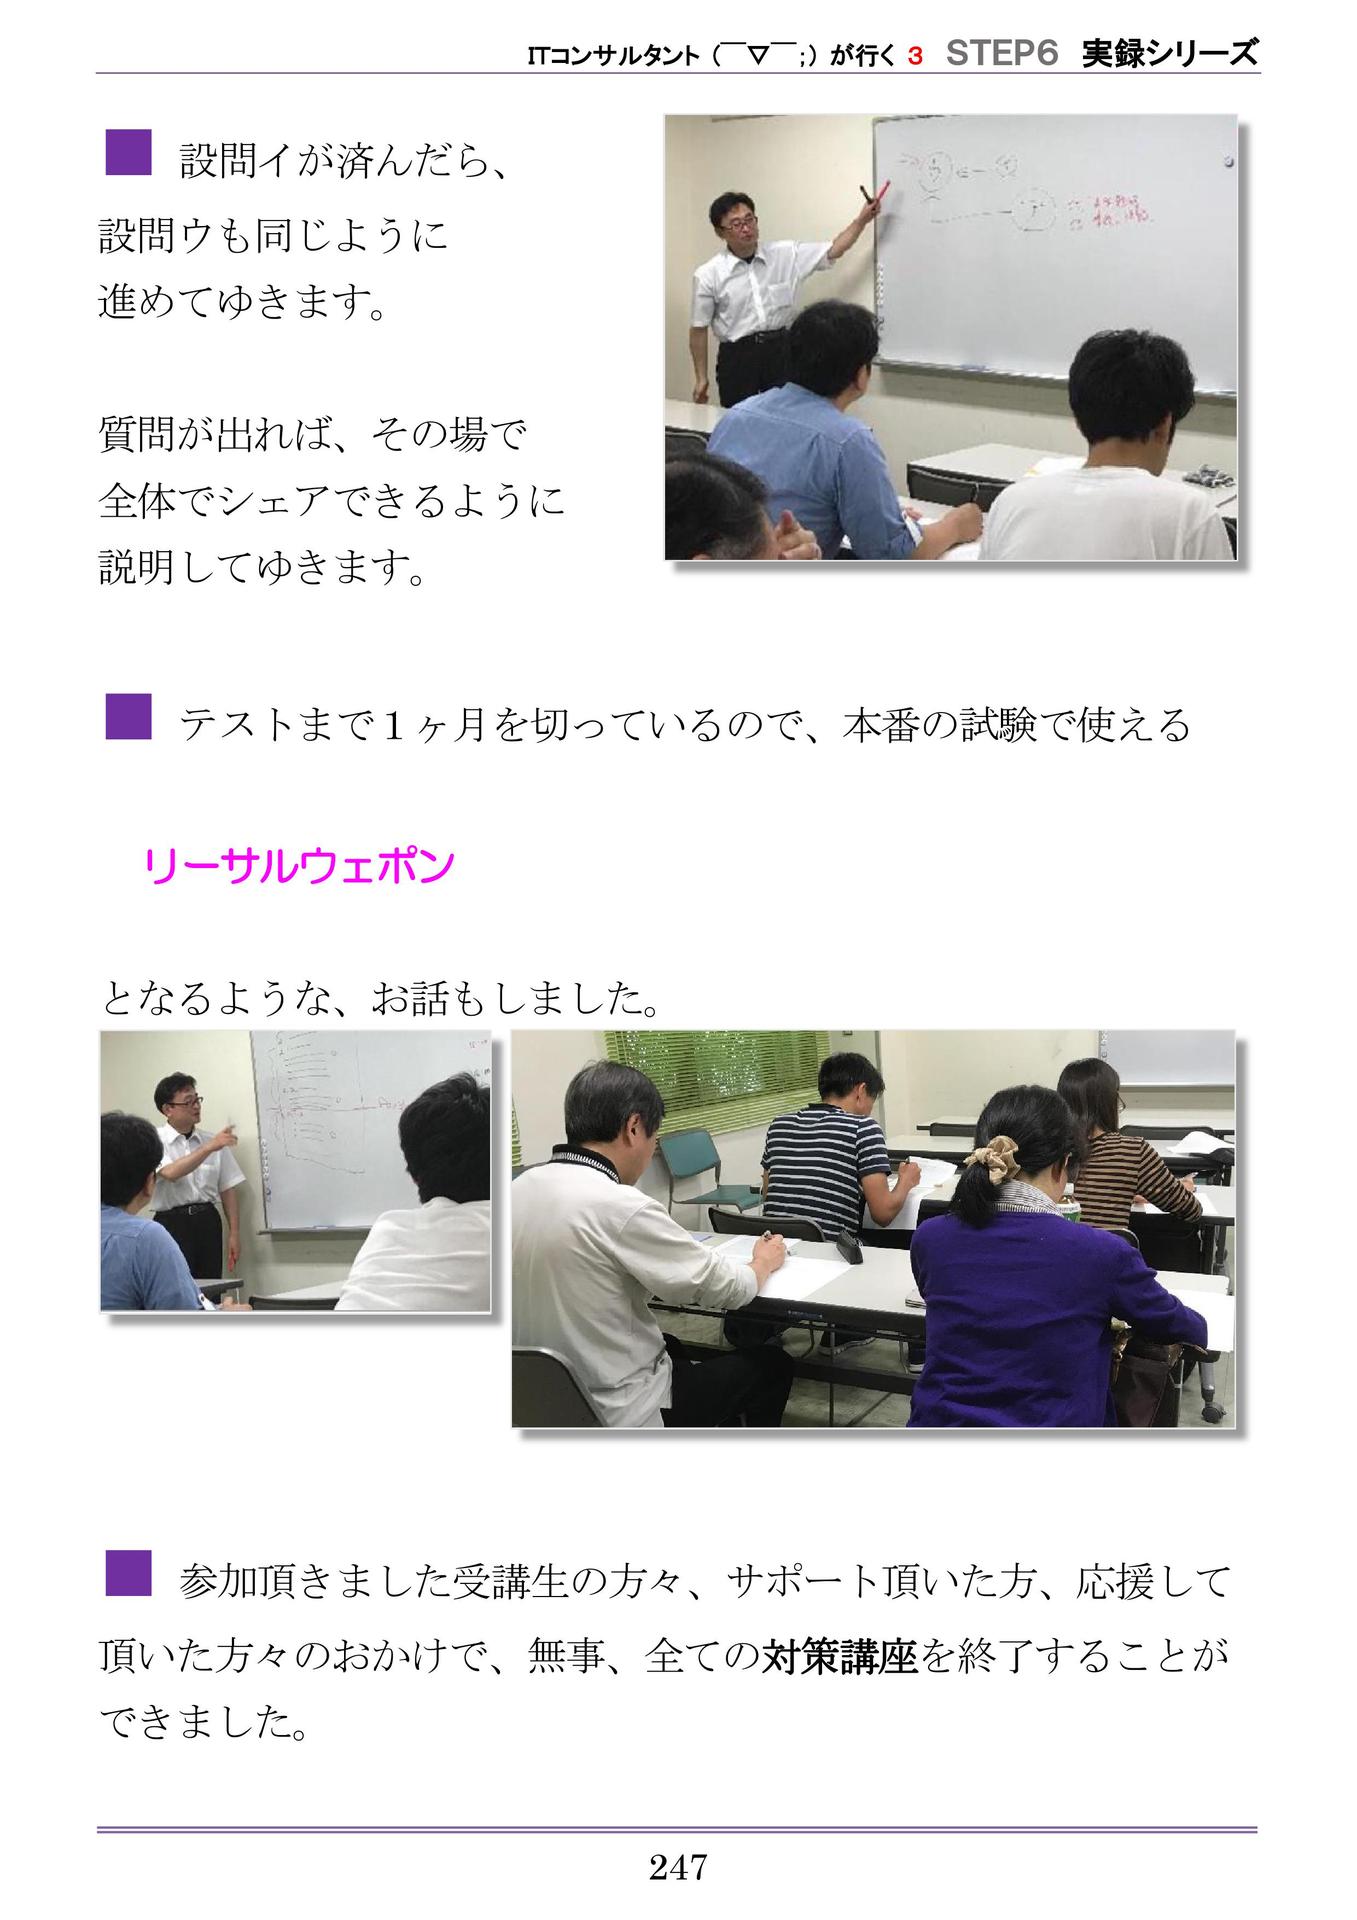 ITコンサルタント（￣▽￣;）が行く 3 STEP6 実録シリーズ
■ 設問イが済んだら、
設問ウも同じように
進めてゆきます。
質問が出れば、その場で
全体でシェアできるように
説明してゆきます。
■ テストまで１ヶ月を切っているので、本番の試験で使える
リーサルウェポン
となるような、お話もしました。
■ 参加頂きました受講生の方々、サポート頂いた方、応援して
頂いた方々のおかけで、無事、全ての対策講座を終了することが
できました。
247